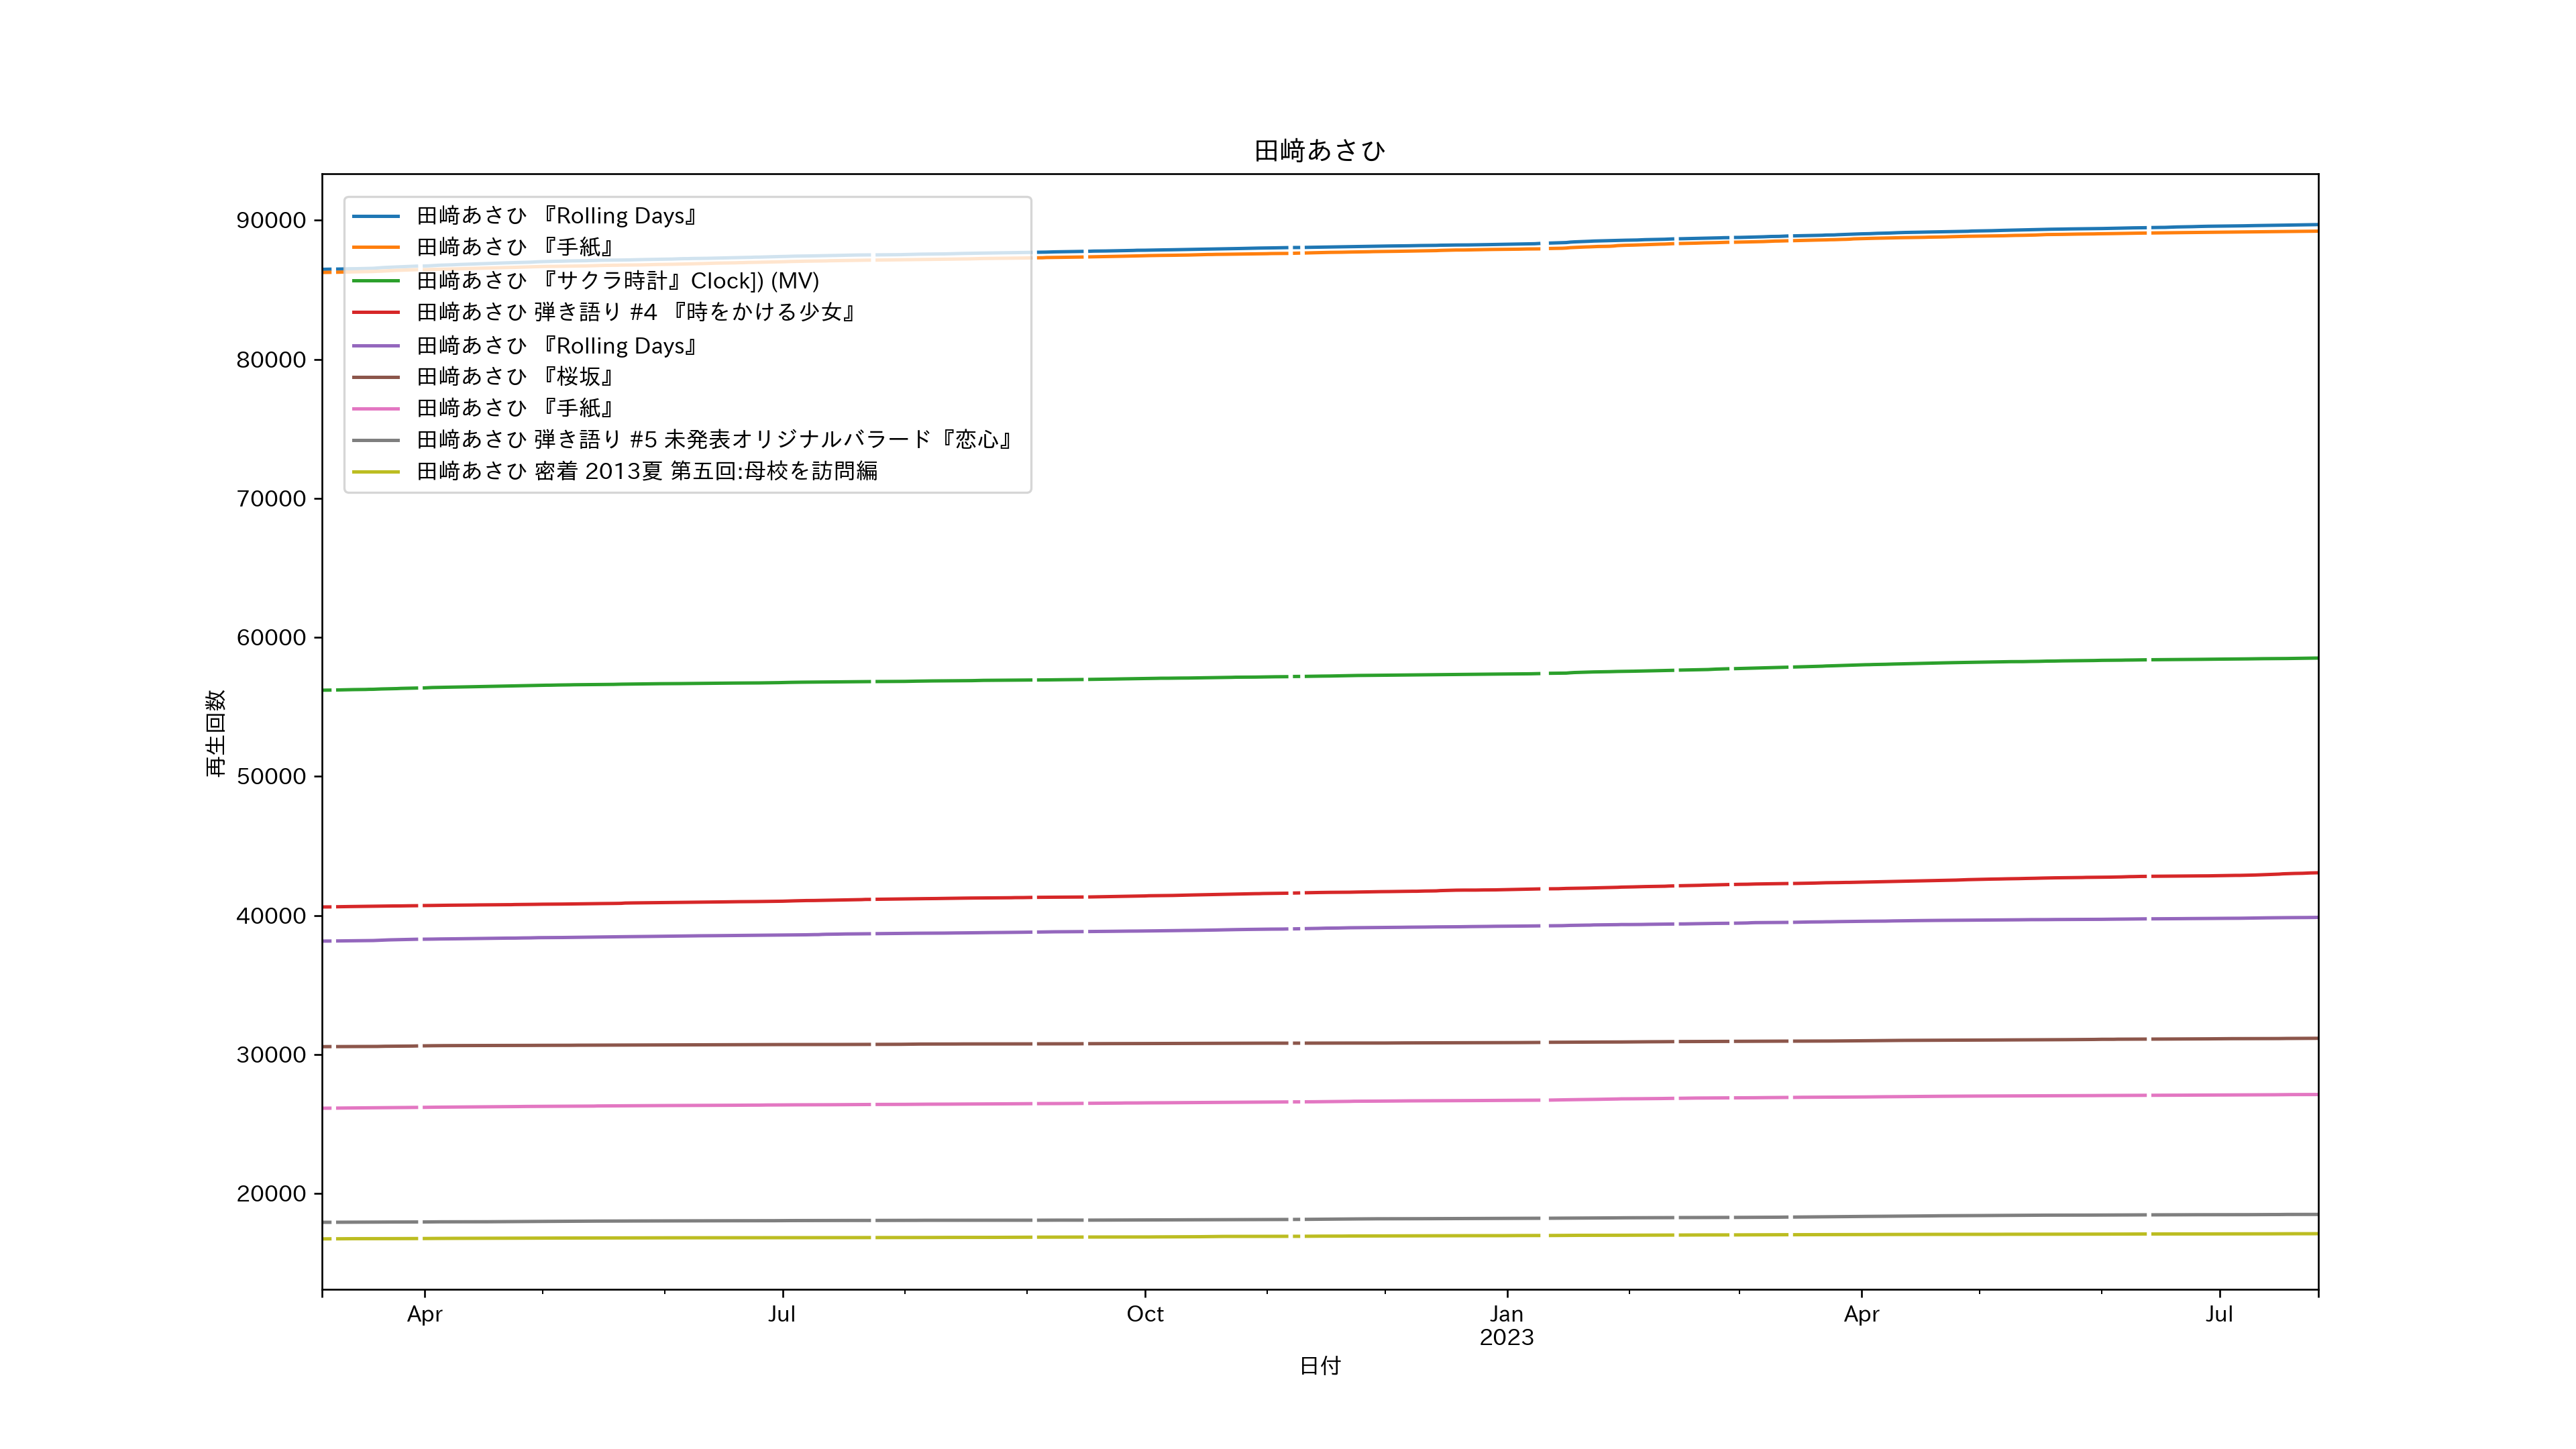 田﨑あさひ
田﨑あさひ 『Rolling Days』
田﨑あさひ 『手紙』
田﨑あさひ 『サクラ時計』Clock]) (MV)
田﨑あさひ 弾き語り #4 『時をかける少女』
田﨑あさひ 『Rolling Days』
田﨑あさひ 『桜坂』
田﨑あさひ 『手紙』
田﨑あさひ 弾き語り #5 未発表オリジナルバラード『恋心』
田﨑あさひ 密着 2013夏 第五回:母校を訪問編
90000
80000
70000
60000
50000
40000
30000
20000
再生回数
Apr Jul Oct Jan Apr Jul
2023
日付